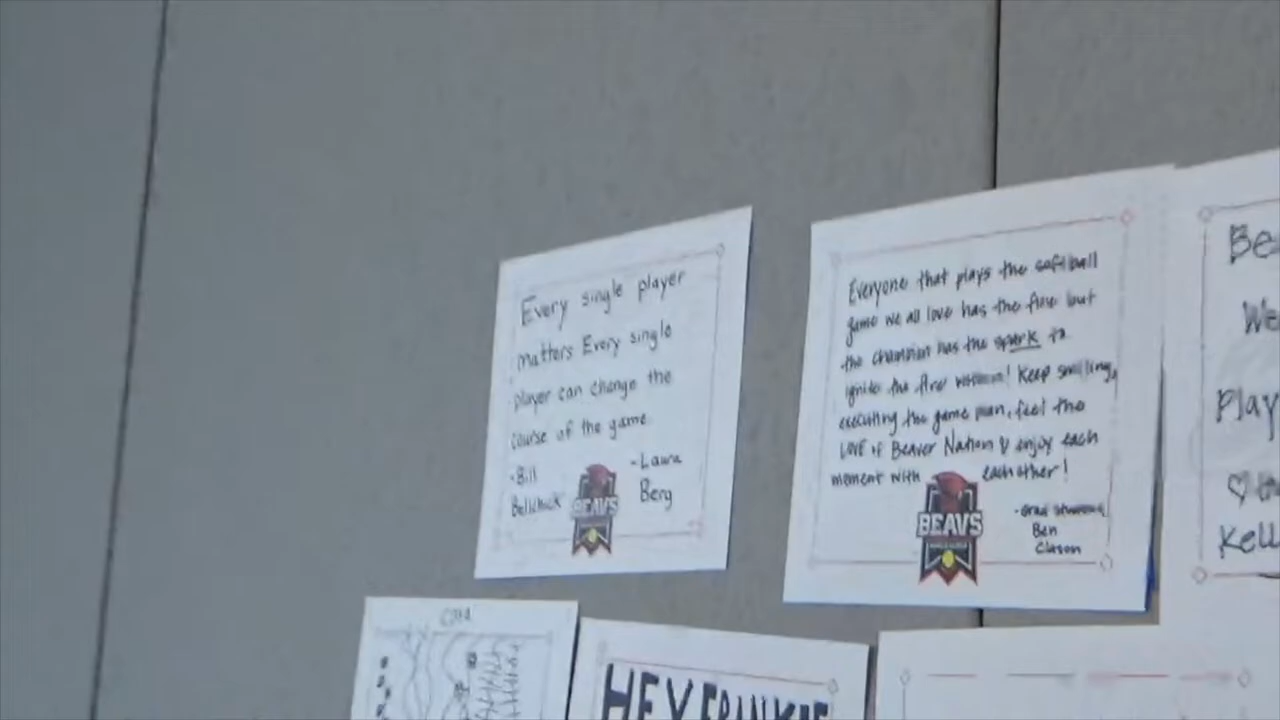 Every single player
matters Every single
player can change the
course of the game
-Bill
Belichick
-Laura
Berg
BEAVS
Everyone that plays the softball
game we all love has the fire but
the champion has the spark to
ignite the fire within! Keep smiling,
executing the game plan, feel the
LOVE of Beaver Nation & enjoy each
moment with each other!
BEAVS
Ben
Be
We
Play
Kell
HEY FRANKIE